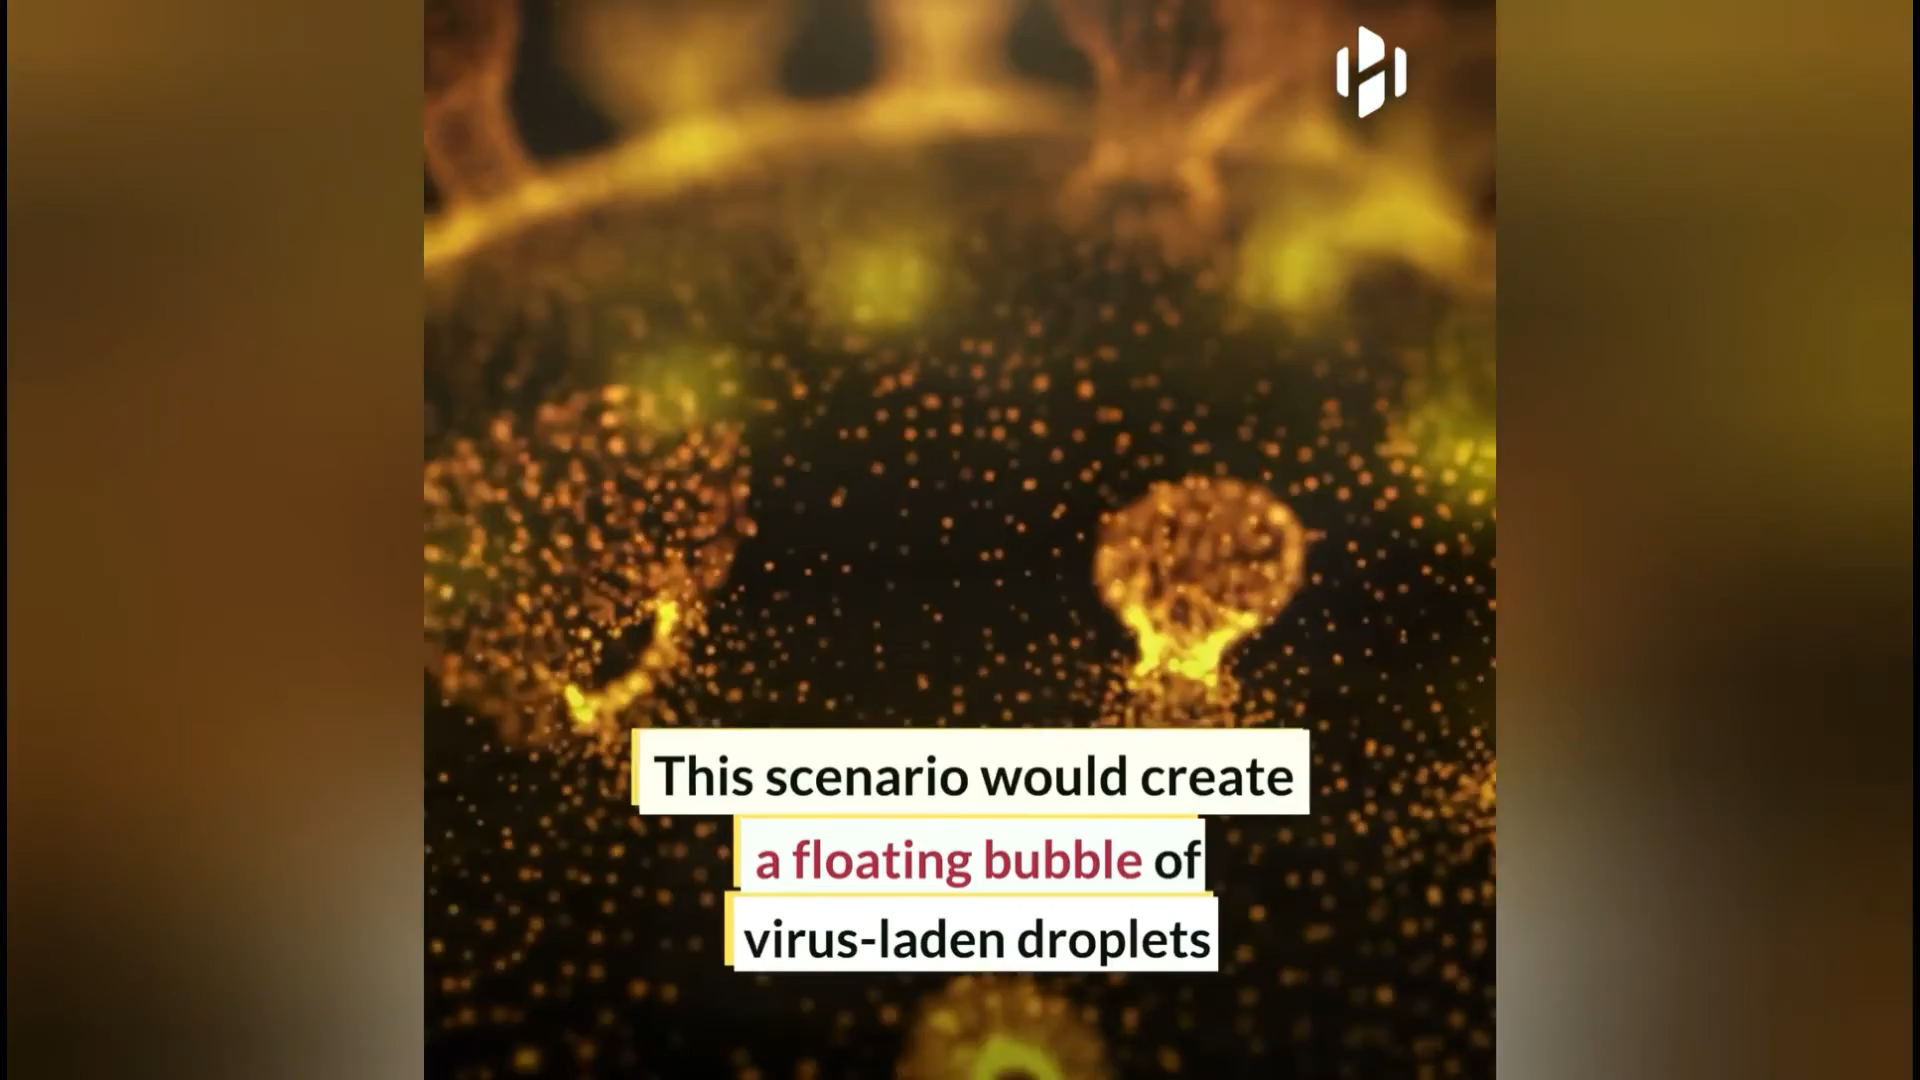 This scenario would create
a floating bubble of
virus-laden droplets